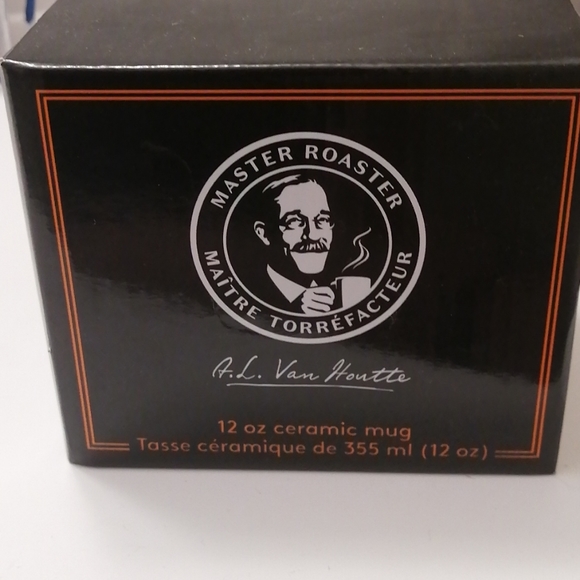 MASTER ROASTER
MAÎTRE TORRÉFACTEUR
A.L. Van Houtte
12 oz ceramic mug
Tasse céramique de 355 ml (12 oz)